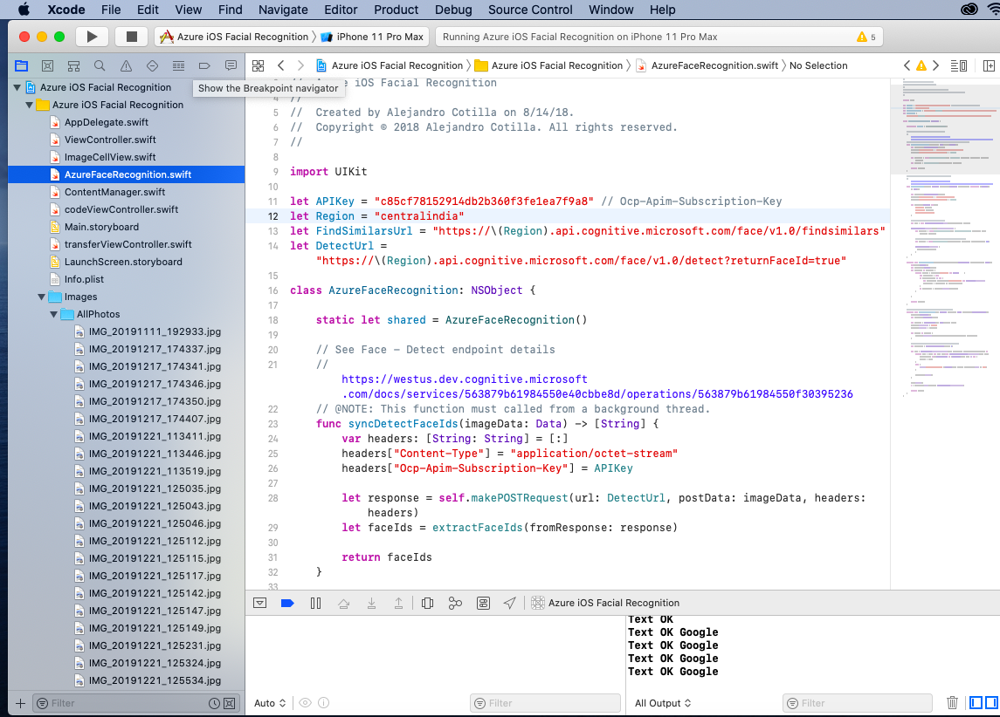 Xcode File Edit View Find Navigate Editor Product Debug Source Control Window Help
Azure iOS Facial Recognition iPhone 11 Pro Max Running Azure iOS Facial Recognition on iPhone 11 Pro Max 5
Azure iOS Facial Recognition Azure iOS Facial Recognition AzureFaceRecognition.swift No Selection
Show the Breakpoint navigator
Azure iOS Facial Recognition
Azure iOS Facial Recognition
AppDelegate.swift
ViewController.swift
ImageCellView.swift
AzureFaceRecognition.swift
ContentManager.swift
codeViewController.swift
Main.storyboard
transferViewController.swift
LaunchScreen.storyboard
Info.plist
Images
AllPhotos
IMG_20191111_192933.jpg
IMG_20191217_174337.jpg
IMG_20191217_174341.jpg
IMG_20191217_174346.jpg
IMG_20191217_174350.jpg
IMG_20191217_174407.jpg
IMG_20191221_113411.jpg
IMG_20191221_113446.jpg
IMG_20191221_113519.jpg
IMG_20191221_125035.jpg
IMG_20191221_125043.jpg
IMG_20191221_125046.jpg
IMG_20191221_125112.jpg
IMG_20191221_125115.jpg
IMG_20191221_125117.jpg
IMG_20191221_125142.jpg
IMG_20191221_125147.jpg
IMG_20191221_125149.jpg
IMG_20191221_125231.jpg
IMG_20191221_125324.jpg
IMG_20191221_125534.jpg
Filter
iOS Facial Recognition
4 //
5 //  Created by Alejandro Cotilla on 8/14/18.
6 //  Copyright © 2018 Alejandro Cotilla. All rights reserved.
7 //
8
9 import UIKit
10
11 let APIKey = "c85cf78152914db2b360f3fe1ea7f9a8" // Ocp-Apim-Subscription-Key
12 let Region = "centralindia"
13 let FindSimilarsUrl = "https://\(Region).api.cognitive.microsoft.com/face/v1.0/findsimilars"
14 let DetectUrl =
"https://\(Region).api.cognitive.microsoft.com/face/v1.0/detect?returnFaceId=true"
15
16 class AzureFaceRecognition: NSObject {
17
18 static let shared = AzureFaceRecognition()
19
20 // See Face - Detect endpoint details
21 //
https://westus.dev.cognitive.microsoft
.com/docs/services/563879b61984550e40cbbe8d/operations/563879b61984550f30395236
22 // @NOTE: This function must called from a background thread.
23 func syncDetectFaceIds(imageData: Data) -> [String] {
24 var headers: [String: String] = [:]
25 headers["Content-Type"] = "application/octet-stream"
26 headers["Ocp-Apim-Subscription-Key"] = APIKey
27
28 let response = self.makePOSTRequest(url: DetectUrl, postData: imageData, headers:
headers)
29 let faceIds = extractFaceIds(fromResponse: response)
30
31 return faceIds
32 }
33
Azure iOS Facial Recognition
Text OK
Text OK Google
Text OK Google
Text OK Google
Text OK Google
Auto Filter All Output Filter